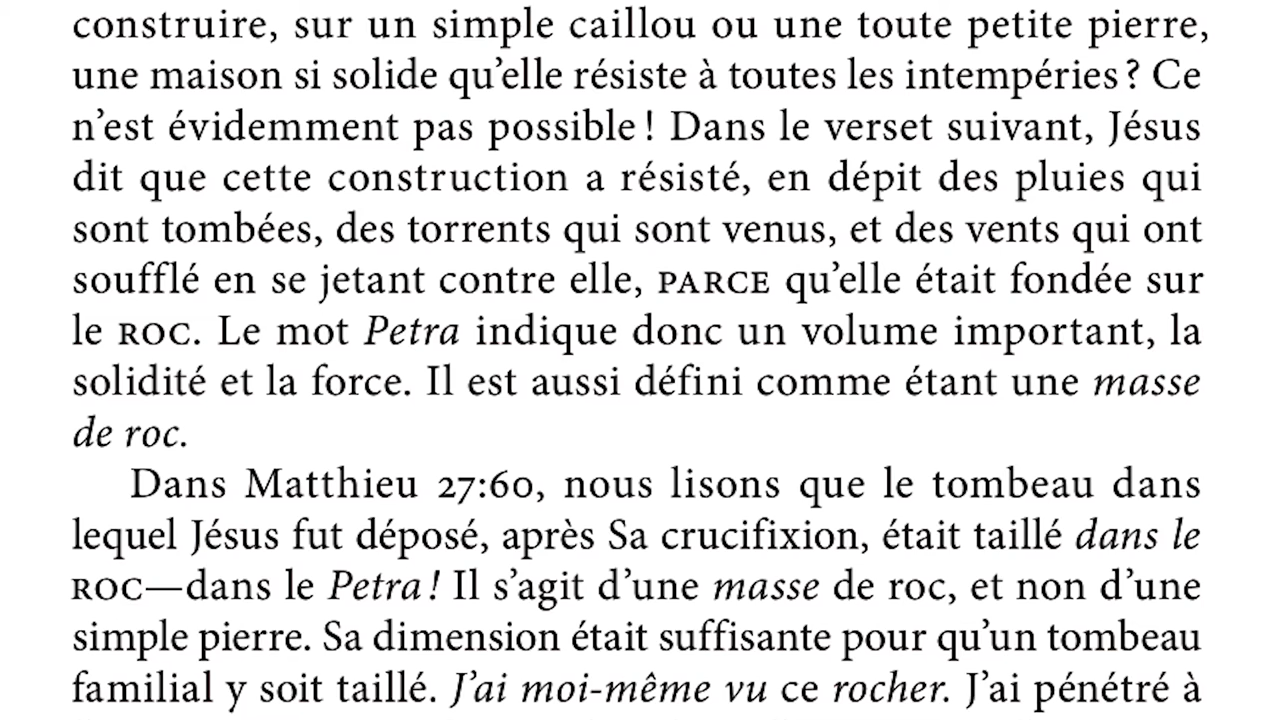 construire, sur un simple caillou ou une toute petite pierre,
une maison si solide qu’elle résiste à toutes les intempéries ? Ce
n’est évidemment pas possible ! Dans le verset suivant, Jésus
dit que cette construction a résisté, en dépit des pluies qui
sont tombées, des torrents qui sont venus, et des vents qui ont
soufflé en se jetant contre elle, PARCE qu’elle était fondée sur
le ROC. Le mot Petra indique donc un volume important, la
solidité et la force. Il est aussi défini comme étant une masse
de roc.
Dans Matthieu 27:60, nous lisons que le tombeau dans
lequel Jésus fut déposé, après Sa crucifixion, était taillé dans le
ROC—dans le Petra ! Il s’agit d’une masse de roc, et non d’une
simple pierre. Sa dimension était suffisante pour qu’un tombeau
familial y soit taillé. J’ai moi-même vu ce rocher. J’ai pénétré à